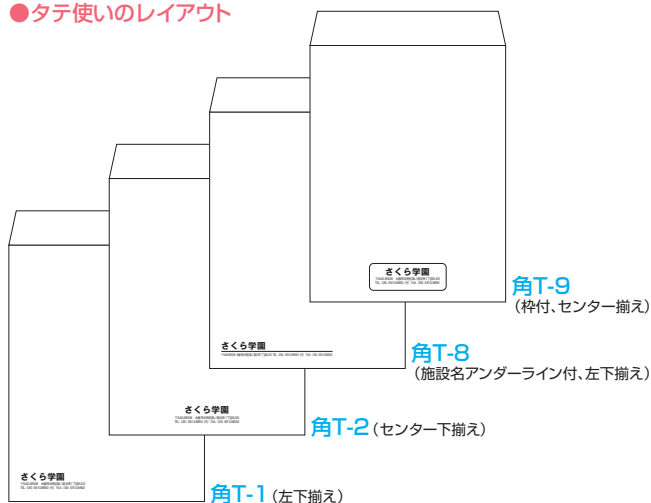 ●タテ使いのレイアウト
さくら学園
角T-9
(枠付、センター揃え)
さくら学園
角T-8
(施設名アンダーライン付、左下揃え)
さくら学園
角T-2(センター下揃え)
さくら学園
角T-1(左下揃え)